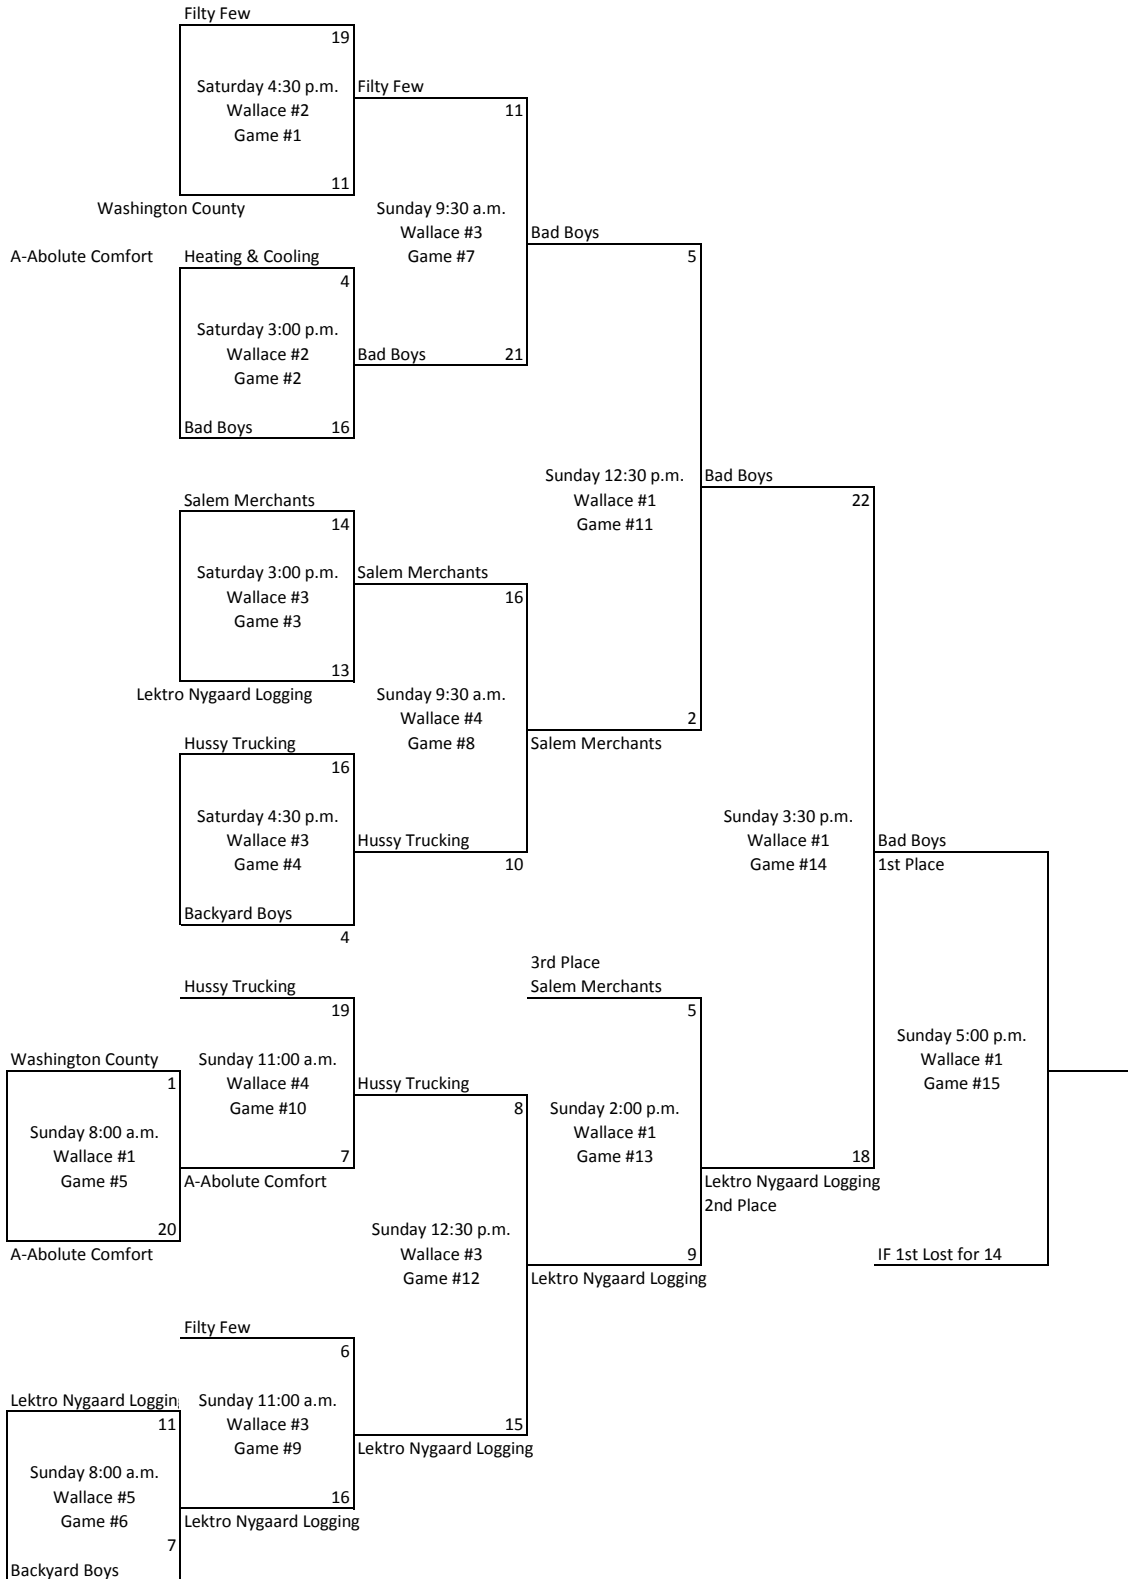 Filty Few
19
Saturday 4:30 p.m.
Filty Few
Wallace #2
11
Game #1
11
Washington County
Sunday 9:30 a.m.
Wallace #3
Bad Boys
A-Abolute Comfort
Heating & Cooling
Game #7
5
4
Saturday 3:00 p.m.
Wallace #2
Bad Boys
21
Game #2
Bad Boys
16
Sunday 12:30 p.m.
Bad Boys
Salem Merchants
Wallace #1
22
14
Game #11
Saturday 3:00 p.m.
Salem Merchants
Wallace #3
16
Game #3
13
Lektro Nygaard Logging
Sunday 9:30 a.m.
Wallace #4
2
Hussy Trucking
Game #8
Salem Merchants
16
Saturday 4:30 p.m.
Sunday 3:30 p.m.
Wallace #3
Hussy Trucking
Wallace #1
Bad Boys
Game #4
10
Game #14
1st Place
Backyard Boys
4
3rd Place
Hussy Trucking
Salem Merchants
19
5
Sunday 5:00 p.m.
Washington County
Sunday 11:00 a.m.
Wallace #1
1
Wallace #4
Hussy Trucking
Game #15
Game #10
8
Sunday 2:00 p.m.
Sunday 8:00 a.m.
Wallace #1
Wallace #1
7
Game #13
18
Game #5
A-Abolute Comfort
Lektro Nygaard Logging
2nd Place
20
Sunday 12:30 p.m.
A-Abolute Comfort
Wallace #3
9
IF 1st Lost for 14
Game #12
Lektro Nygaard Logging
Filty Few
6
Lektro Nygaard Loggin
Sunday 11:00 a.m.
11
Wallace #3
15
Game #9
Lektro Nygaard Logging
Sunday 8:00 a.m.
Wallace #5
16
Game #6
Lektro Nygaard Logging
7
Backyard Boys